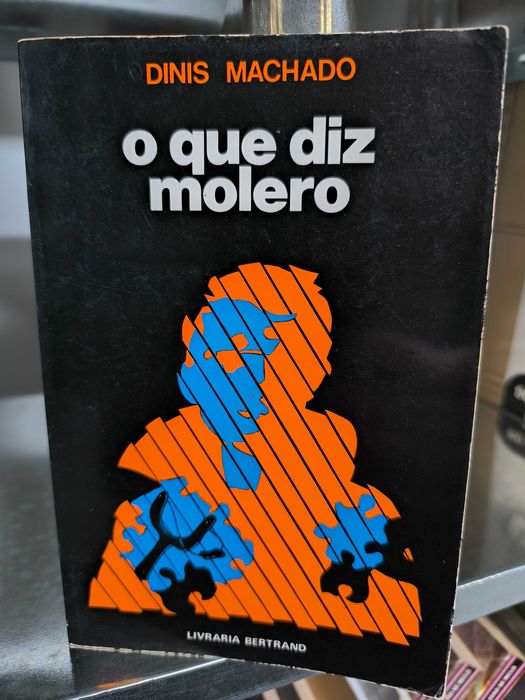 DINIS MACHADO
o que diz
molero
LIVRARIA BERTRAND